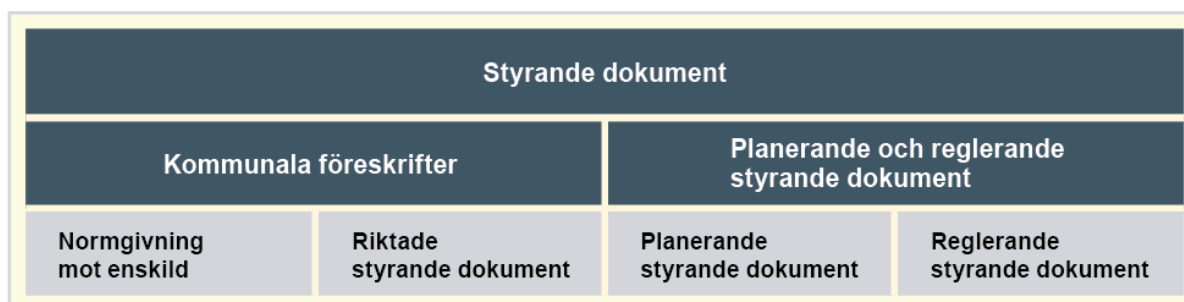 Styrande dokument
Kommunala föreskrifter
Planerande och reglerande
styrande dokument
Normgivning
mot enskild
Riktade
styrande dokument
Planerande
styrande dokument
Reglerande
styrande dokument